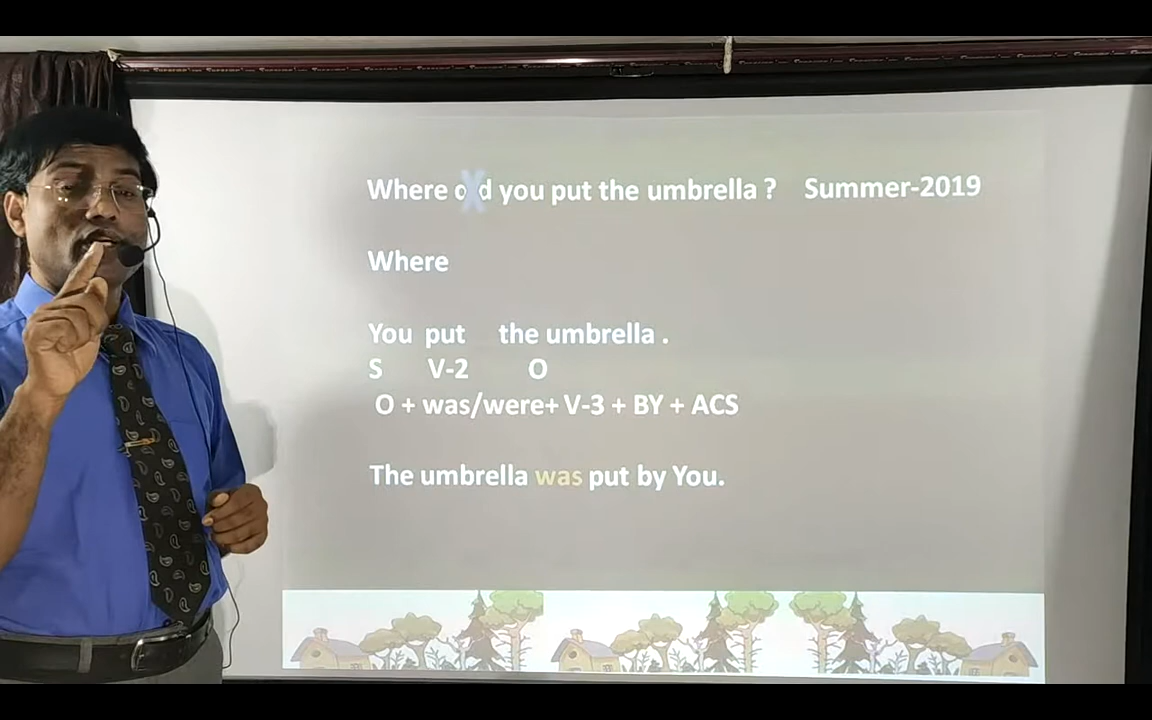 Where did you put the umbrella ? Summer-2019
Where
You put the umbrella .
S V-2 O
O + was/were+ V-3 + BY + ACS
The umbrella was put by You.